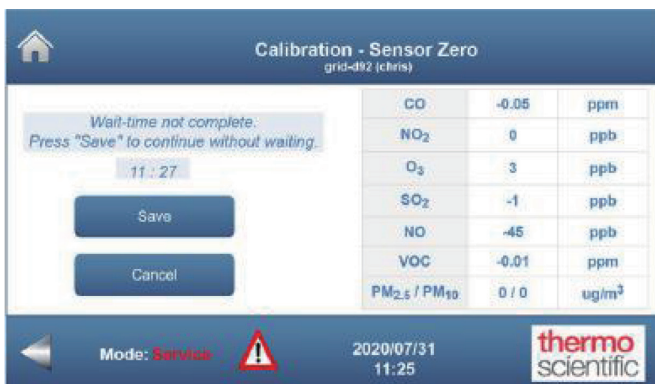 Calibration - Sensor Zero
grid-d92 (chris)
Wait-time not complete.
Press "Save" to continue without waiting.
11 : 27
Save
Cancel
CO -0.05 ppm
NO₂ 0 ppb
O₃ 3 ppb
SO₂ -1 ppb
NO -45 ppb
VOC -0.01 ppm
PM₂.₅ / PM₁₀ 0 / 0 ug/m³
Mode: Service
2020/07/31
11:25
thermo
scientific